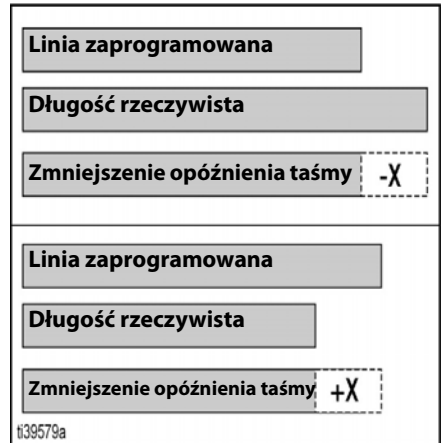 Linia zaprogramowana
Długość rzeczywista
Zmniejszenie opóźnienia taśmy -X
Linia zaprogramowana
Długość rzeczywista
Zmniejszenie opóźnienia taśmy +X
ti39579a